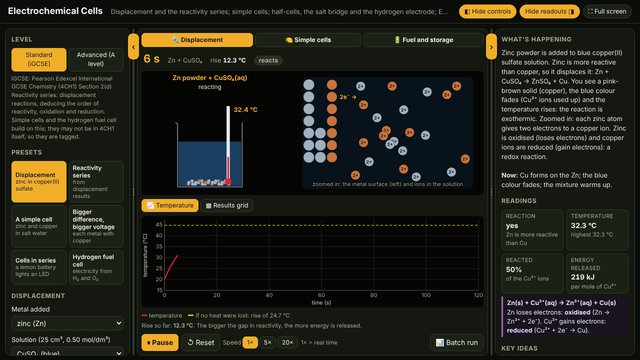 Electrochemical Cells
Displacement and the reactivity series; simple cells; half-cells, the salt bridge and the hydrogen electrode; E...
Hide controls
Hide readouts
Full screen
LEVEL
Standard (iGCSE)
Advanced (A level)
iGCSE: Pearson Edexcel International
GCSE Chemistry (4CH1) Section 2(d)
Reactivity series: displacement
reactions, deducing the order of
reactivity, oxidation and reduction.
Simple cells and the hydrogen fuel cell
build on this; they may not be in 4CH1
itself, so they are tagged.
PRESETS
Displacement
zinc in copper(II)
sulfate
Reactivity
series
from
displacement
results
A simple cell
zinc and copper
in salt water
Bigger
difference,
bigger voltage
each metal with
copper
Cells in series
a lemon battery
lights an LED
Hydrogen fuel
cell
electricity from
H₂ and O₂
DISPLACEMENT
Metal added
zinc (Zn)
Solution (25 cm³, 0.50 mol/dm³)
CuSO₄ (blue)
Displacement
Simple cells
Fuel and storage
6 s
Zn + CuSO₄
rise 12.3 °C
reacts
Zn powder + CuSO₄(aq)
reacting
32.4 °C
2e⁻ →
zoomed in: the metal surface (left) and ions in the solution
Temperature
Results grid
temperature (°C)
45
40
35
30
25
20
15
0
20
40
60
80
100
120
time (s)
temperature
if no heat were lost: rise of 24.7 °C
Rise so far: 12.3 °C. The bigger the gap in reactivity, the more energy is released.
Pause
Reset
Speed
1×
5×
20×
1× = real time
Batch run
WHAT'S HAPPENING
Zinc powder is added to blue copper(II)
sulfate solution. Zinc is more reactive
than copper, so it displaces it: Zn +
CuSO₄ → ZnSO₄ + Cu. You see a pink-
brown solid (copper), the blue colour
fades (Cu²⁺ ions used up) and the
temperature rises: the reaction is
exothermic. Zoomed in: each zinc atom
gives two electrons to a copper ion. Zinc
is oxidised (loses electrons) and copper
ions are reduced (gain electrons): a
redox reaction.
Now: Cu forms on the Zn; the blue
colour fades; the mixture warms up.
READINGS
REACTION
yes
Zn is more reactive
than Cu
TEMPERATURE
32.3 °C
highest 32.3 °C
REACTED
50%
of the Cu²⁺ ions
ENERGY
RELEASED
219 kJ
per mole of Cu²⁺
Zn(s) + Cu²⁺(aq) → Zn²⁺(aq) + Cu(s)
Zn loses electrons: oxidised (Zn →
Zn²⁺ + 2e⁻). Cu²⁺ gains electrons:
reduced (Cu²⁺ + 2e⁻ → Cu).
KEY IDEAS